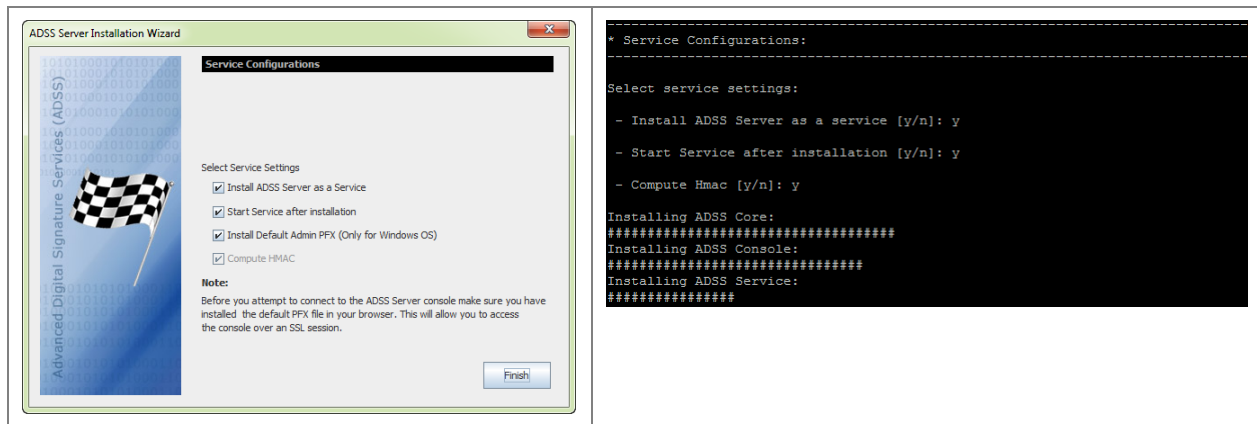 ADSS Server Installation Wizard
Advanced Digital Signature Services (ADSS)
Service Configurations
Select Service Settings
Install ADSS Server as a Service
Start Service after installation
Install Default Admin PFX (Only for Windows OS)
Compute HMAC
Note:
Before you attempt to connect to the ADSS Server console make sure you have
installed the default PFX file in your browser. This will allow you to access
the console over an SSL session.
Finish
--------------------------------------------------------------------------------
* Service Configurations:
--------------------------------------------------------------------------------
Select service settings:
- Install ADSS Server as a service [y/n]: y
- Start Service after installation [y/n]: y
- Compute Hmac [y/n]: y
Installing ADSS Core:
####################################
Installing ADSS Console:
################################
Installing ADSS Service:
################